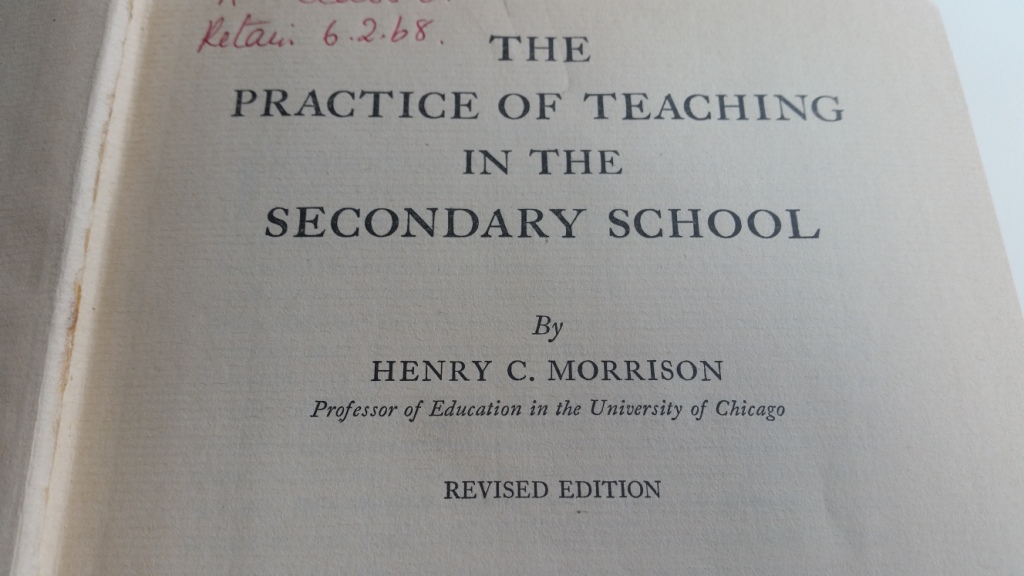 Retain 6.2.68.
THE
PRACTICE OF TEACHING
IN THE
SECONDARY SCHOOL
By
HENRY C. MORRISON
Professor of Education in the University of Chicago
REVISED EDITION